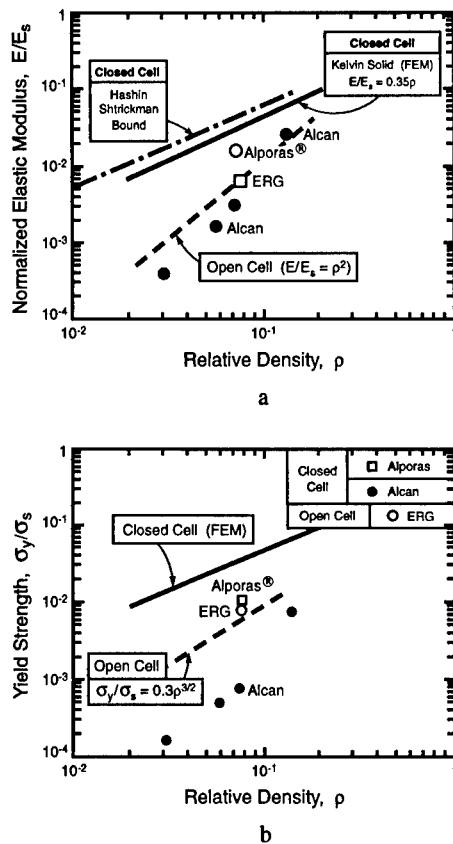 Normalized Elastic Modulus, E/Eₛ
1
10⁻¹
10⁻²
10⁻³
10⁻⁴
Closed Cell
Hashin
Shtrickman
Bound
Closed Cell
Kelvin Solid (FEM)
E/Eₛ = 0.35ρ
Alcan
Alporas®
ERG
Alcan
Open Cell (E/Eₛ = ρ²)
10⁻² 10⁻¹ 1
Relative Density, ρ
a
Yield Strength, σy/σₛ
1
10⁻¹
10⁻²
10⁻³
10⁻⁴
Closed
Cell
Alporas
Alcan
Open Cell
ERG
Closed Cell (FEM)
Alporas®
ERG
Open Cell
σy/σₛ = 0.3ρ³ᐟ²
Alcan
10⁻² 10⁻¹ 1
Relative Density, ρ
b